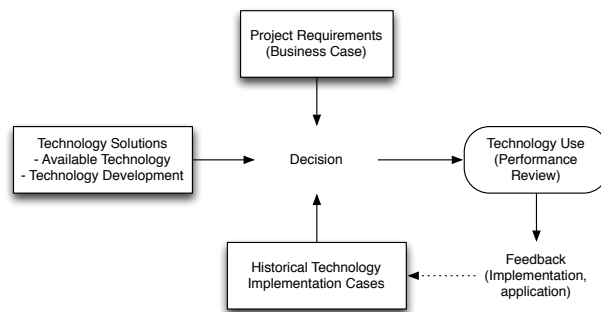 Project Requirements
(Business Case)
Technology Solutions
- Available Technology
- Technology Development
Decision
Technology Use
(Performance
Review)
Historical Technology
Implementation Cases
Feedback
(Implementation,
application)